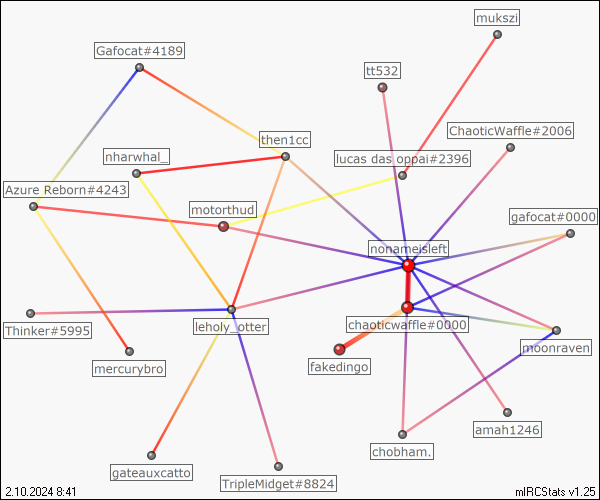 mukszi
Gafocat#4189
tt532
ChaoticWaffle#2006
then1cc
nharwhal_
lucas das oppai#2396
Azure Reborn#4243
motorthud
gafocat#0000
nonameisleft
Thinker#5995
leholy_otter
chaoticwaffle#0000
moonraven
mercurybro
fakedingo
amah1246
chobham.
gateauxcatto
TripleMidget#8824
2.10.2024 8:41
mIRCStats v1.25